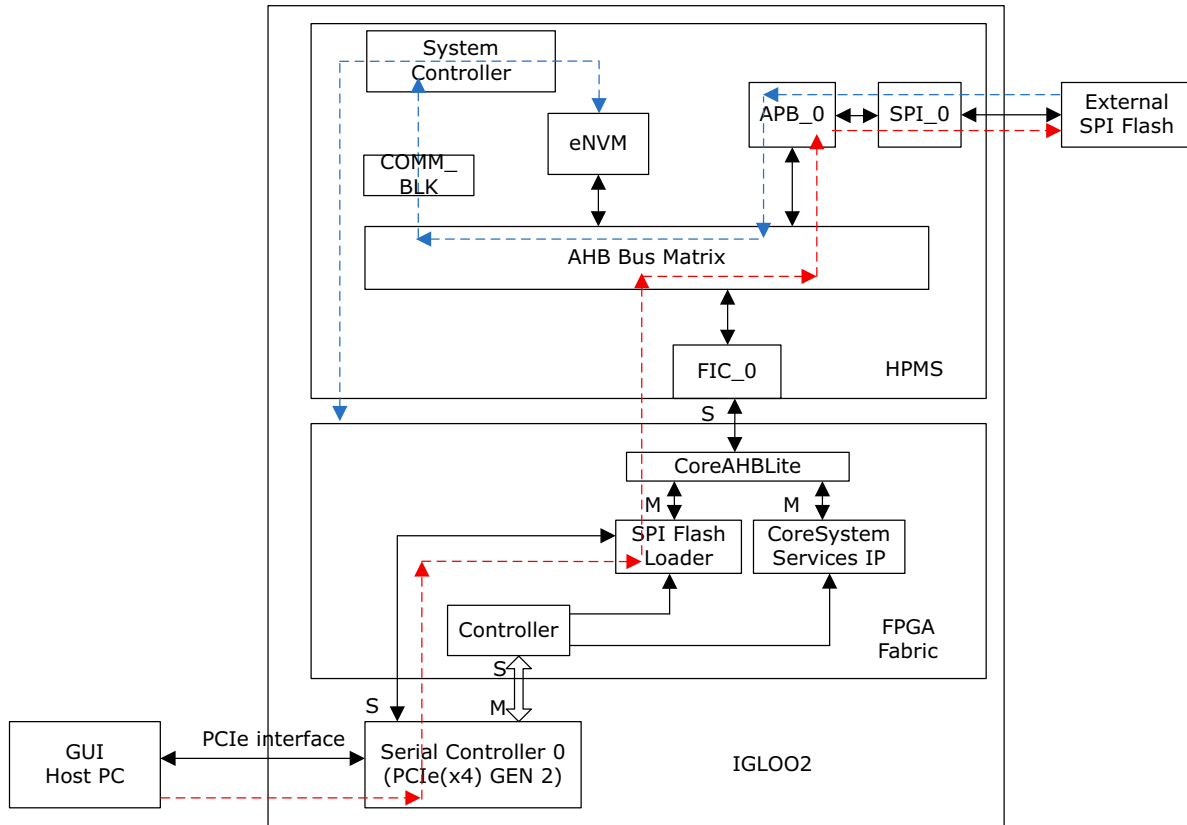 System
Controller
APB_0
SPI_0
External
SPI Flash
eNVM
COMM_
BLK
AHB Bus Matrix
FIC_0
HPMS
S
CoreAHBLite
M
M
SPI Flash
Loader
CoreSystem
Services IP
Controller
FPGA
Fabric
S
S
M
GUI
Host PC
PCIe interface
Serial Controller 0
(PCIe(x4) GEN 2)
IGLOO2